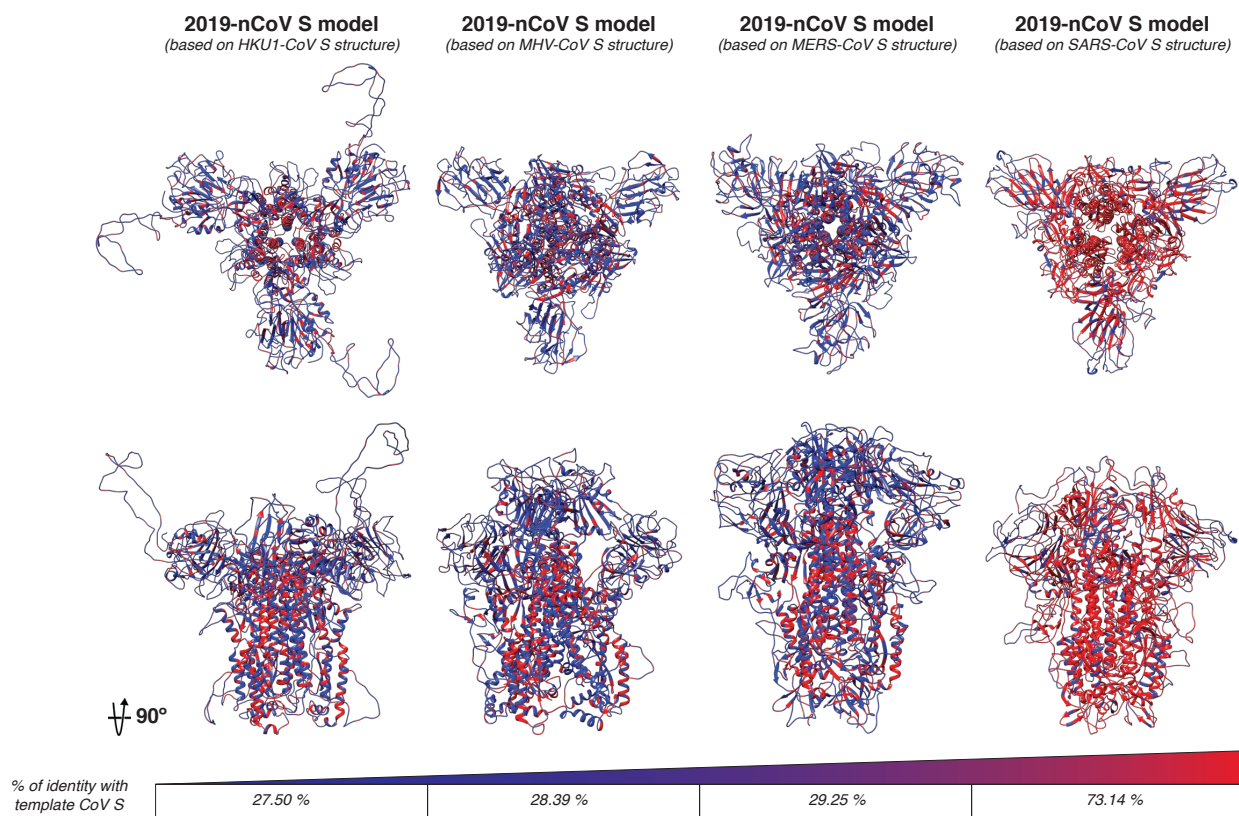 2019-nCoV S model
(based on HKU1-CoV S structure)
2019-nCoV S model
(based on MHV-CoV S structure)
2019-nCoV S model
(based on MERS-CoV S structure)
2019-nCoV S model
(based on SARS-CoV S structure)
90º
% of identity with
template CoV S
27.50 %
28.39 %
29.25 %
73.14 %